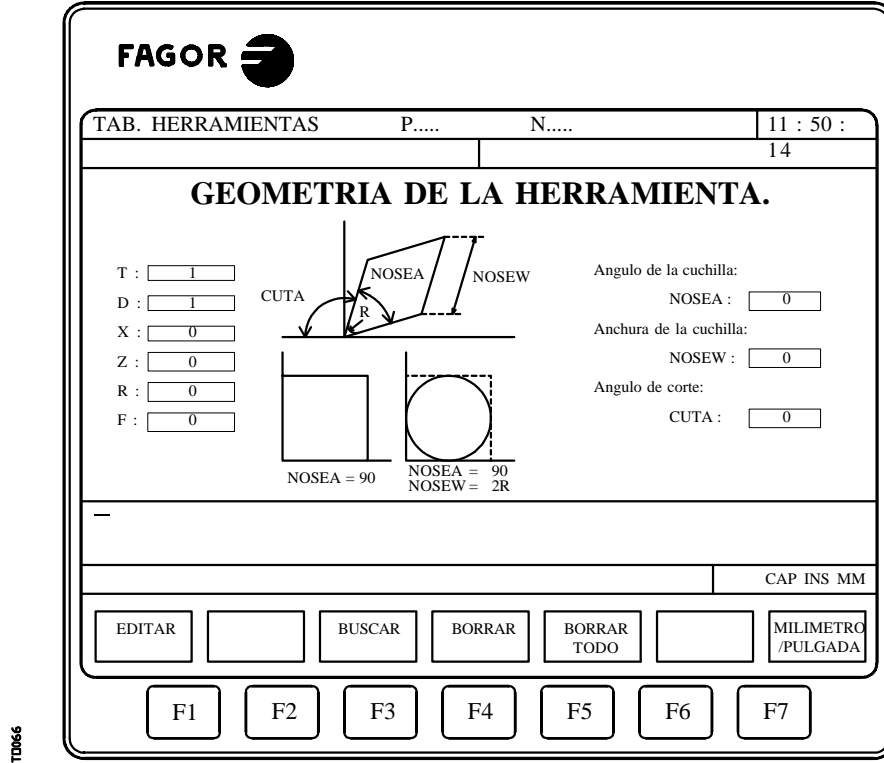 FAGOR
TAB. HERRAMIENTAS P..... N..... 11 : 50 : 14
GEOMETRIA DE LA HERRAMIENTA.
T : 1
D : 1
X : 0
Z : 0
R : 0
F : 0
CUTA
NOSEA
NOSEW
R
NOSEA = 90
NOSEA = 90
NOSEW = 2R
Angulo de la cuchilla:
NOSEA : 0
Anchura de la cuchilla:
NOSEW : 0
Angulo de corte:
CUTA : 0
CAP INS MM
EDITAR
BUSCAR
BORRAR
BORRAR
TODO
MILIMETRO
/PULGADA
F1 F2 F3 F4 F5 F6 F7